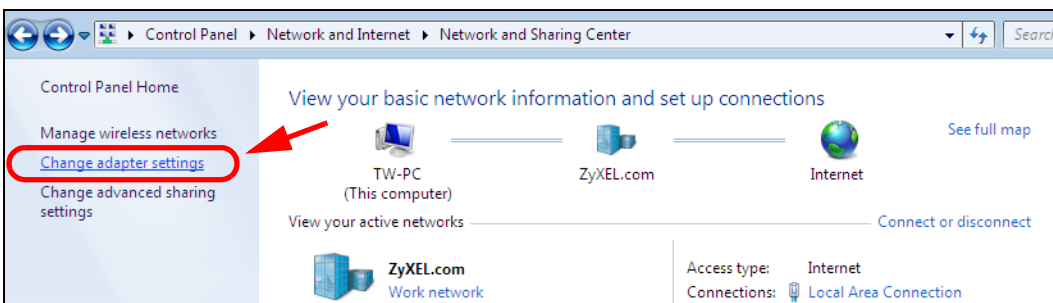 Control Panel Network and Internet Network and Sharing Center
Search
Control Panel Home
Manage wireless networks
Change adapter settings
Change advanced sharing
settings
View your basic network information and set up connections
See full map
TW-PC
(This computer)
ZyXEL.com
Internet
View your active networks
Connect or disconnect
ZyXEL.com
Work network
Access type: Internet
Connections: Local Area Connection